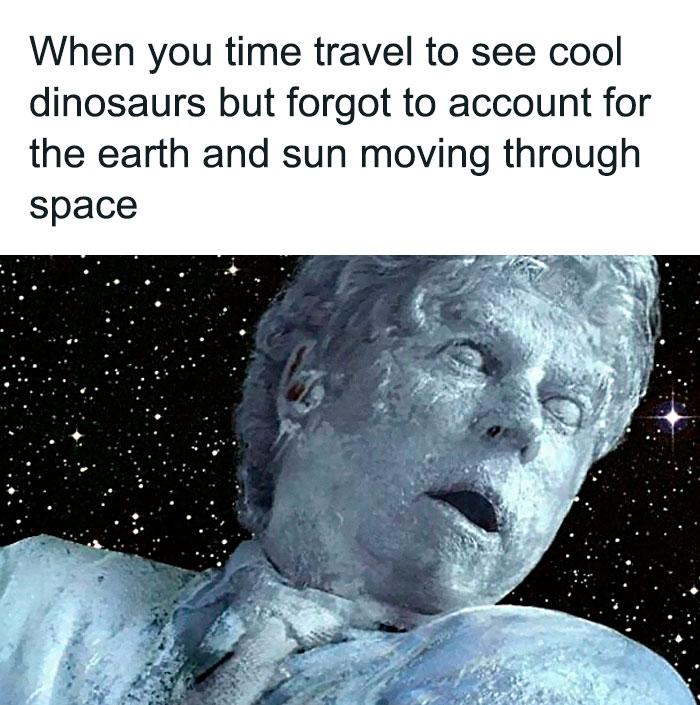 When you time travel to see cool
dinosaurs but forgot to account for
the earth and sun moving through
space